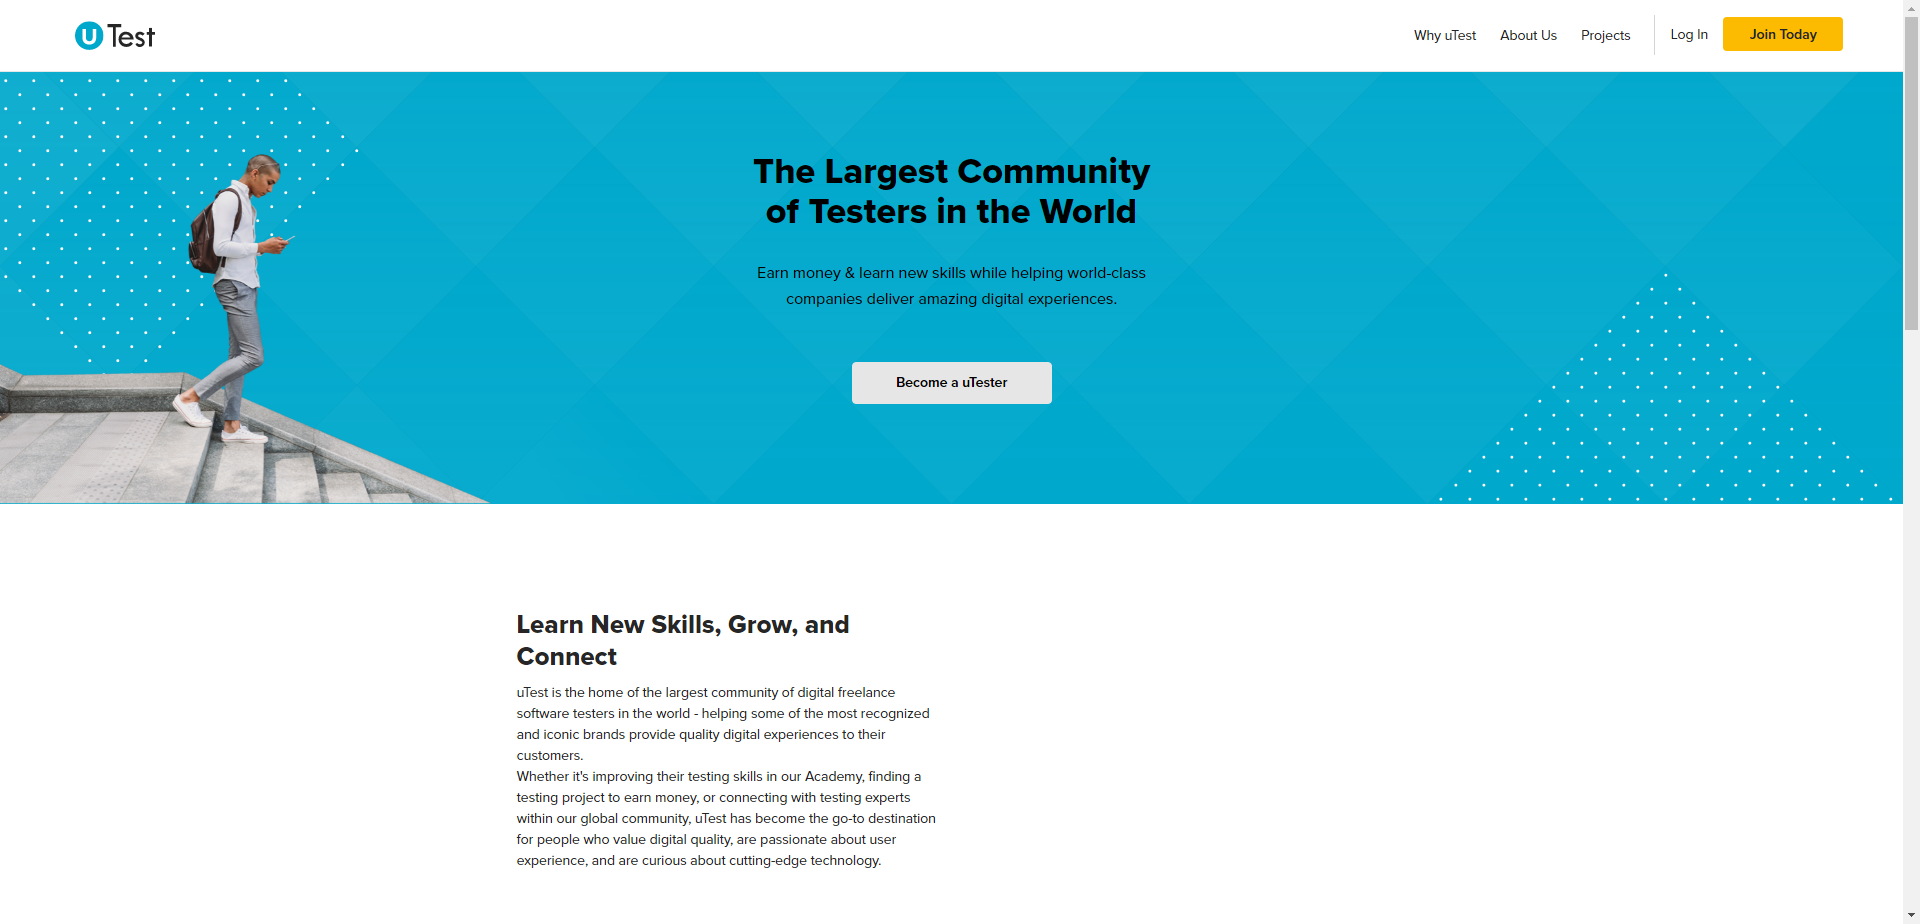 uTest
Why uTest
About Us
Projects
Log In
Join Today
The Largest Community
of Testers in the World
Earn money & learn new skills while helping world-class
companies deliver amazing digital experiences.
Become a uTester
Learn New Skills, Grow, and
Connect
uTest is the home of the largest community of digital freelance
software testers in the world - helping some of the most recognized
and iconic brands provide quality digital experiences to their
customers.
Whether it's improving their testing skills in our Academy, finding a
testing project to earn money, or connecting with testing experts
within our global community, uTest has become the go-to destination
for people who value digital quality, are passionate about user
experience, and are curious about cutting-edge technology.